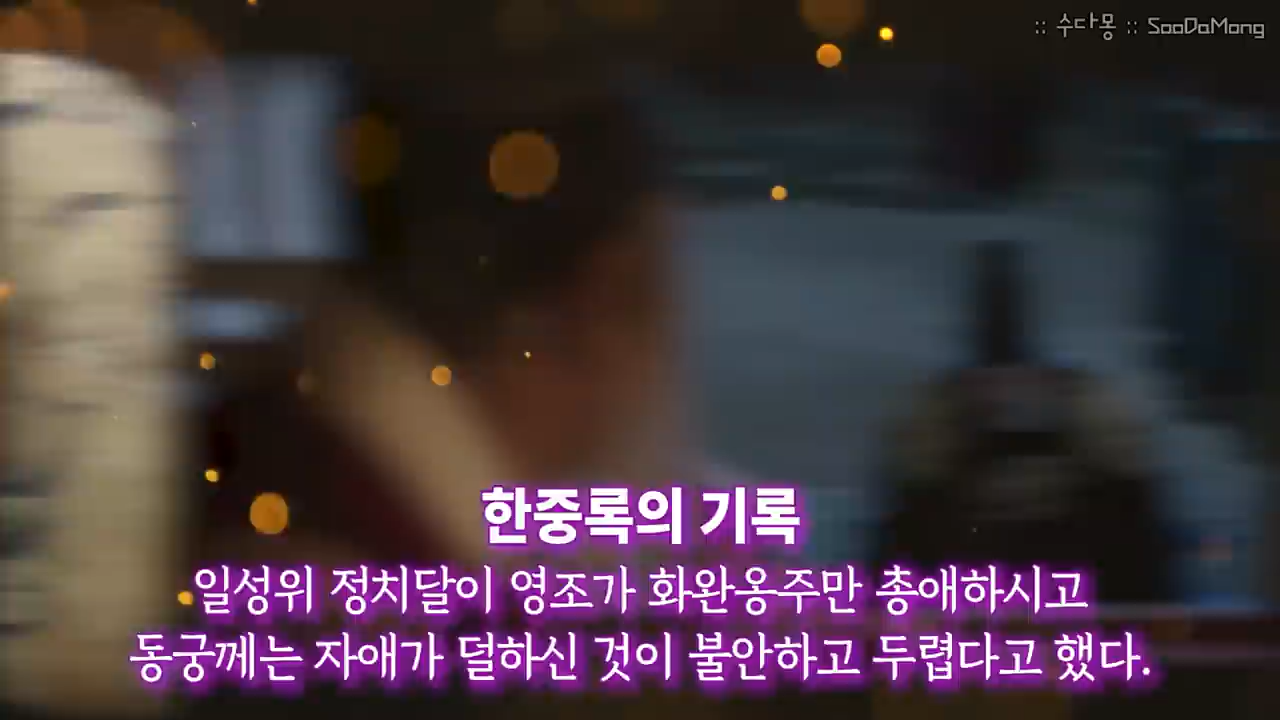 :: 수다몽 :: SooDaMong
한중록의 기록
일성위 정치달이 영조가 화완옹주만 총애하시고
동궁께는 자애가 덜하신 것이 불안하고 두렵다고 했다.